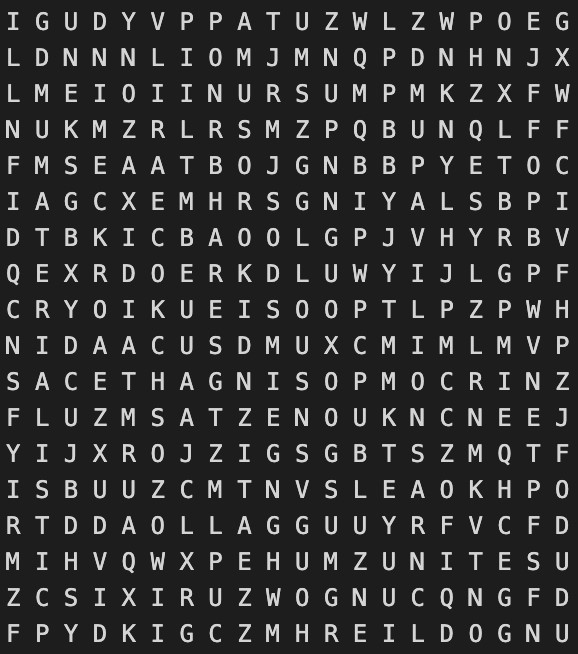 I G U D Y V P P A T U Z W L Z W P O E G
L D N N N L I O M J M N Q P D N H N J X
L M E I O I I N U R S U M P M K Z X F W
N U K M Z R L R S M Z P Q B U N Q L F F
F M S E A A T B O J G N B B P Y E T O C
I A G C X E M H R S G N I Y A L S B P I
D T B K I C B A O O L G P J V H Y R B V
Q E X R D O E R K D L U W Y I J L G P F
C R Y O I K U E I S O O P T L P Z P W H
N I D A A C U S D M U X C M I M L M V P
S A C E T H A G N I S O P M O C R I N Z
F L U Z M S A T Z E N O U K N C N E E J
Y I J X R O J Z I G S G B T S Z M Q T F
I S B U U Z C M T N V S L E A O K H P O
R T D D A O L L A G G U U Y R F V C F D
M I H V Q W X P E H U M Z U N I T E S U
Z C S I X I R U Z W O G N U C Q N G F D
F P Y D K I G C Z M H R E I L D O G N U